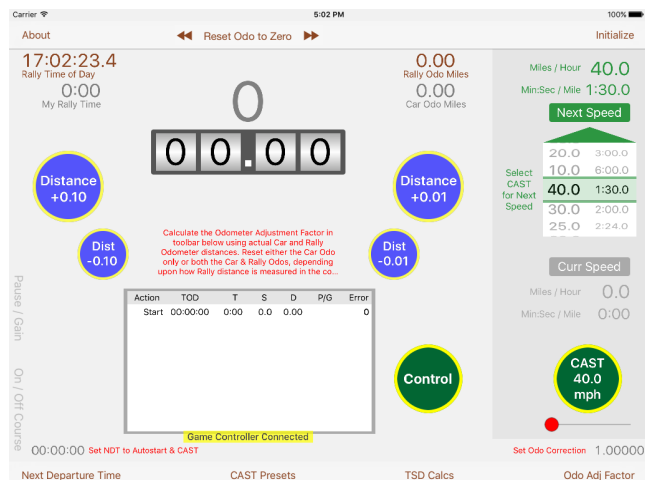 Carrier 5:02 PM 100%
About Reset Odo to Zero Initialize
17:02:23.4
Rally Time of Day
0:00
My Rally Time
0
0 0 . 0 0
0.00
Rally Odo Miles
0.00
Car Odo Miles
Distance
+0.10
Dist
-0.10
Distance
+0.01
Dist
-0.01
Calculate the Odometer Adjustment Factor in
toolbar below using actual Car and Rally
Odometer distances. Reset either the Car Odo
only or both the Car & Rally Odos, depending
upon how Rally distance is measured in the co...
Action TOD T S D P/G Error
Start 00:00:00 0:00 0.0 0.00 0
Game Controller Connected
Control
Pause / Gain
On / Off Course
00:00:00 Set NDT to Autostart & CAST
Miles / Hour 40.0
Min:Sec / Mile 1:30.0
Next Speed
Select
CAST
for Next
Speed
20.0 3:00.0
10.0 6:00.0
40.0 1:30.0
30.0 2:00.0
25.0 2:24.0
Curr Speed
Miles / Hour 0.0
Min:Sec / Mile 0:00
CAST
40.0
mph
Set Odo Correction 1.00000
Next Departure Time CAST Presets TSD Calcs Odo Adj Factor